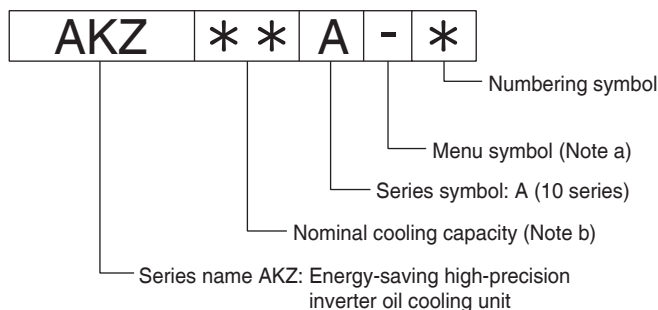 AKZ ** A - *
Numbering symbol
Menu symbol (Note a)
Series symbol: A (10 series)
Nominal cooling capacity (Note b)
Series name AKZ: Energy-saving high-precision
inverter oil cooling unit